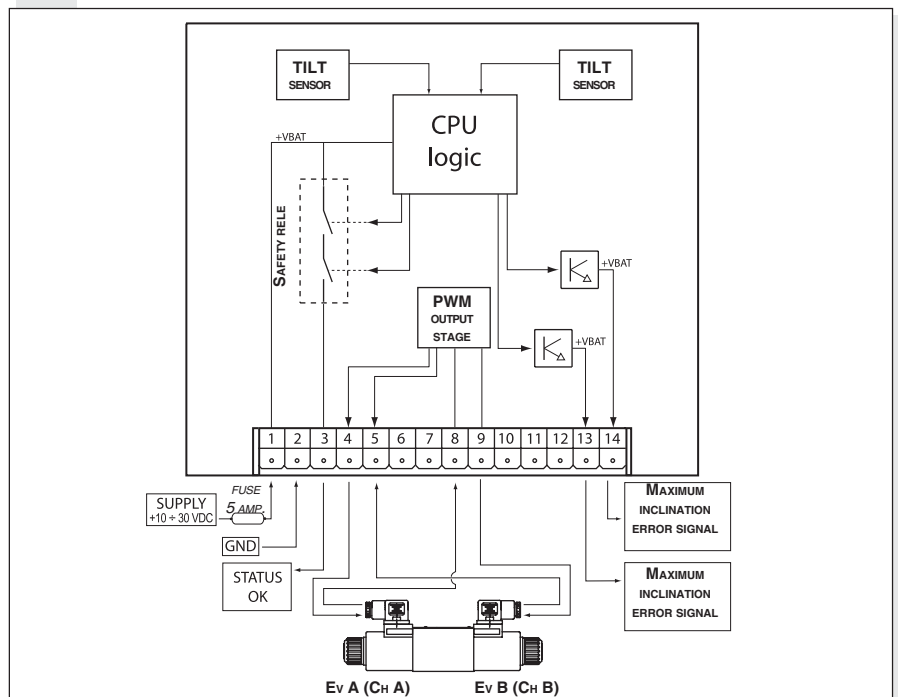 TILT
SENSOR
TILT
SENSOR
CPU
logic
+VBAT
SAFETY RELE
+VBAT
PWM
OUTPUT
STAGE
+VBAT
1 2 3 4 5 6 7 8 9 10 11 12 13 14
FUSE
5 AMP.
SUPPLY
+10 ÷ 30 VDC
GND
STATUS
OK
MAXIMUM
INCLINATION
ERROR SIGNAL
MAXIMUM
INCLINATION
ERROR SIGNAL
EV A (CH A)
EV B (CH B)